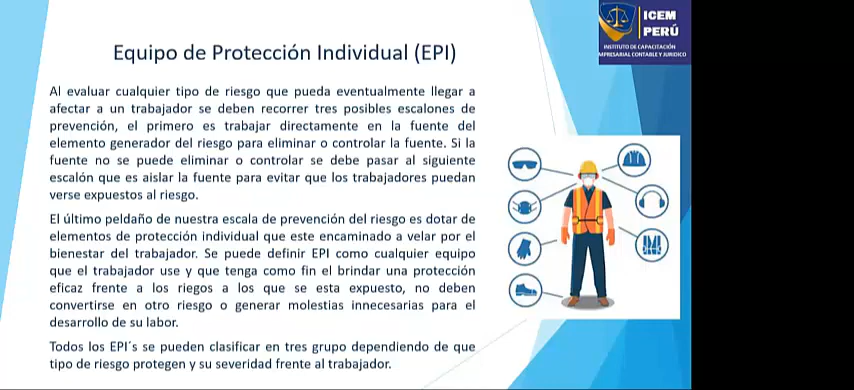 ICEM
PERÚ
INSTITUTO DE CAPACITACIÓN
EMPRESARIAL CONTABLE Y JURIDICO
Equipo de Protección Individual (EPI)
Al evaluar cualquier tipo de riesgo que pueda eventualmente llegar a
afectar a un trabajador se deben recorrer tres posibles escalones de
prevención, el primero es trabajar directamente en la fuente del
elemento generador del riesgo para eliminar o controlar la fuente. Si la
fuente no se puede eliminar o controlar se debe pasar al siguiente
escalón que es aislar la fuente para evitar que los trabajadores puedan
verse expuestos al riesgo.
El último peldaño de nuestra escala de prevención del riesgo es dotar de
elementos de protección individual que este encaminado a velar por el
bienestar del trabajador. Se puede definir EPI como cualquier equipo
que el trabajador use y que tenga como fin el brindar una protección
eficaz frente a los riegos a los que se esta expuesto, no deben
convertirse en otro riesgo o generar molestias innecesarias para el
desarrollo de su labor.
Todos los EPI´s se pueden clasificar en tres grupo dependiendo de que
tipo de riesgo protegen y su severidad frente al trabajador.